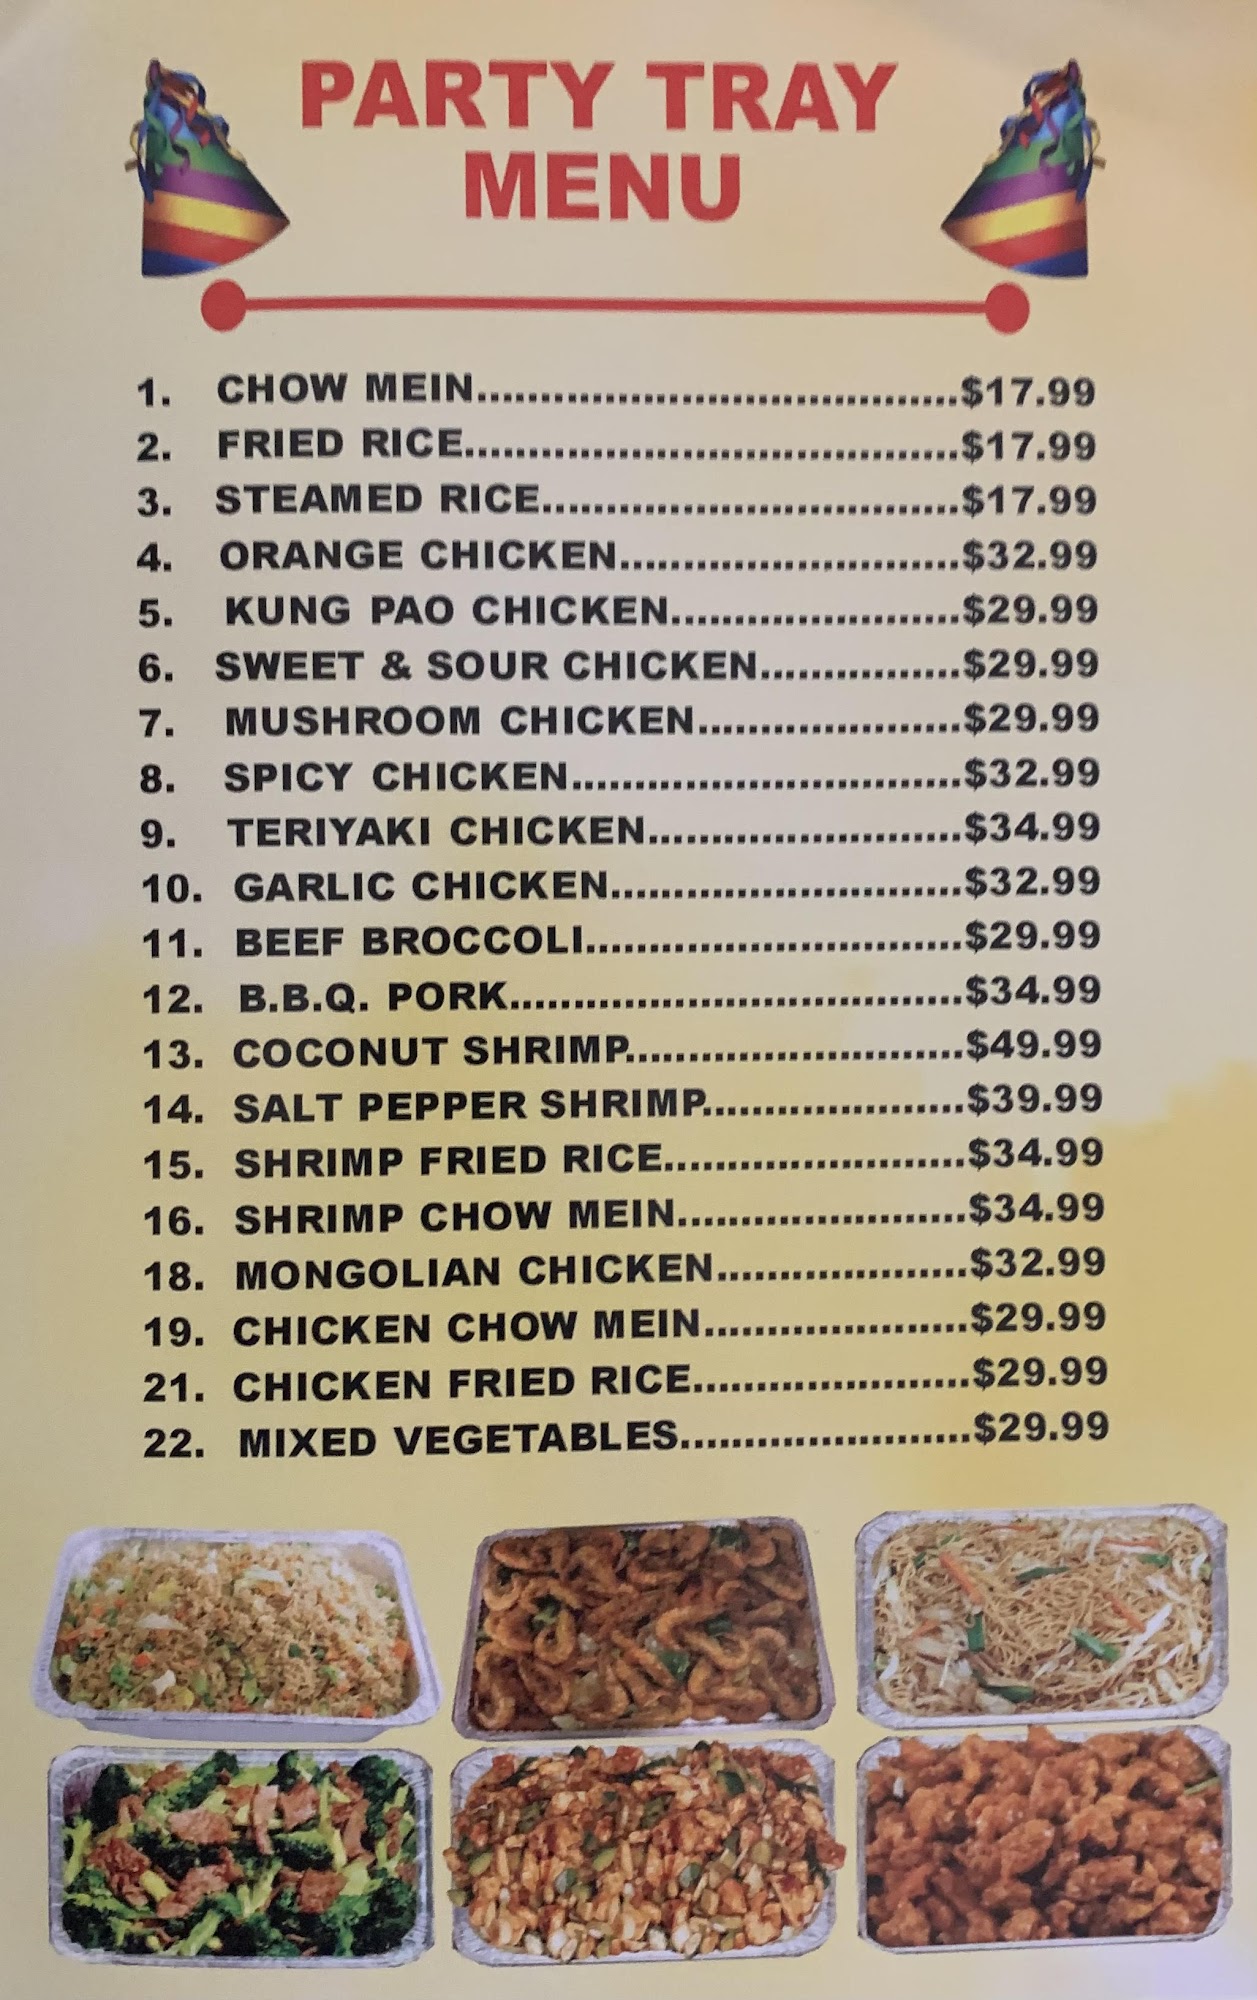 PARTY TRAY
MENU
1. CHOW MEIN......................................$17.99
2. FRIED RICE.......................................$17.99
3. STEAMED RICE.................................$17.99
4. ORANGE CHICKEN...........................$32.99
5. KUNG PAO CHICKEN.......................$29.99
6. SWEET & SOUR CHICKEN................$29.99
7. MUSHROOM CHICKEN.....................$29.99
8. SPICY CHICKEN...............................$32.99
9. TERIYAKI CHICKEN.........................$34.99
10. GARLIC CHICKEN............................$32.99
11. BEEF BROCCOLI..............................$29.99
12. B.B.Q. PORK....................................$34.99
13. COCONUT SHRIMP...........................$49.99
14. SALT PEPPER SHRIMP.....................$39.99
15. SHRIMP FRIED RICE........................$34.99
16. SHRIMP CHOW MEIN.......................$34.99
18. MONGOLIAN CHICKEN....................$32.99
19. CHICKEN CHOW MEIN.....................$29.99
21. CHICKEN FRIED RICE......................$29.99
22. MIXED VEGETABLES.......................$29.99